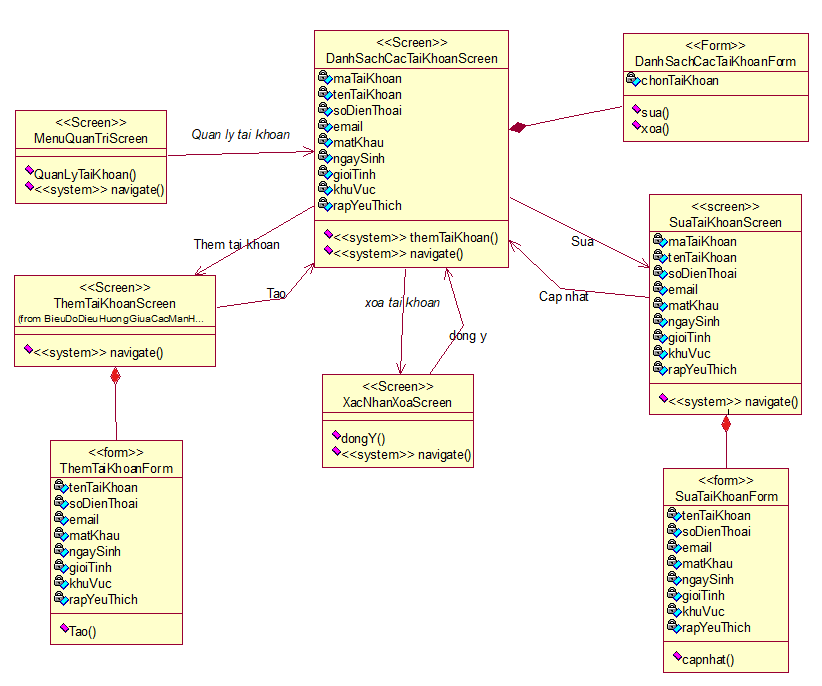 <<Screen>>
MenuQuanTriScreen
QuanLyTaiKhoan()
<<system>> navigate()
Quan ly tai khoan
<<Screen>>
DanhSachCacTaiKhoanScreen
maTaiKhoan
tenTaiKhoan
soDienThoai
email
matKhau
ngaySinh
gioiTinh
khuVuc
rapYeuThich
<<system>> themTaiKhoan()
<<system>> navigate()
<<Form>>
DanhSachCacTaiKhoanForm
chonTaiKhoan
sua()
xoa()
Them tai khoan
Tao
xoa tai khoan
dong y
Sua
Cap nhat
<<Screen>>
ThemTaiKhoanScreen
(from BieuDoDieuHuongGiuaCacManH...
<<system>> navigate()
<<Screen>>
XacNhanXoaScreen
dongY()
<<system>> navigate()
<<screen>>
SuaTaiKhoanScreen
maTaiKhoan
tenTaiKhoan
soDienThoai
email
matKhau
ngaySinh
gioiTinh
khuVuc
rapYeuThich
<<system>> navigate()
<<form>>
ThemTaiKhoanForm
tenTaiKhoan
soDienThoai
email
matKhau
ngaySinh
gioiTinh
khuVuc
rapYeuThich
Tao()
<<form>>
SuaTaiKhoanForm
tenTaiKhoan
soDienThoai
email
matKhau
ngaySinh
gioiTinh
khuVuc
rapYeuThich
capnhat()